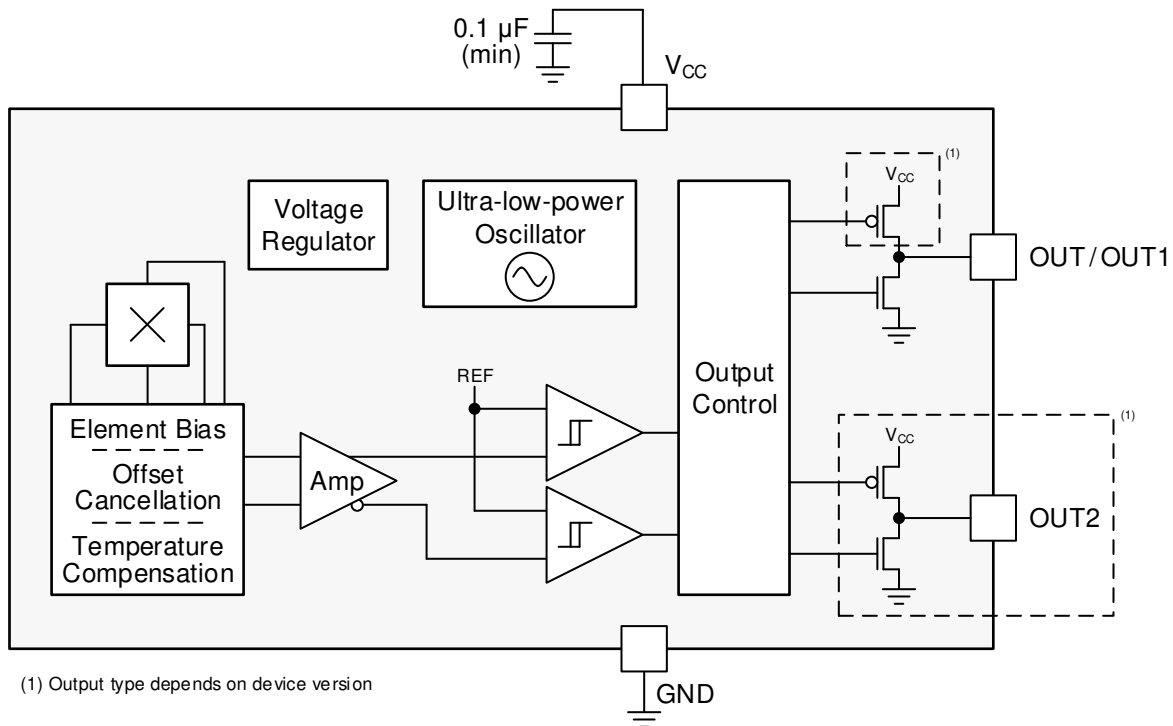 0.1 µF
(min)
VCC
(1)
VCC
Voltage
Regulator
Ultra-low-power
Oscillator
OUT/OUT1
REF
Output
Control
(1)
VCC
Element Bias
Offset
Cancellation
Temperature
Compensation
Amp
OUT2
(1) Output type depends on device version
GND